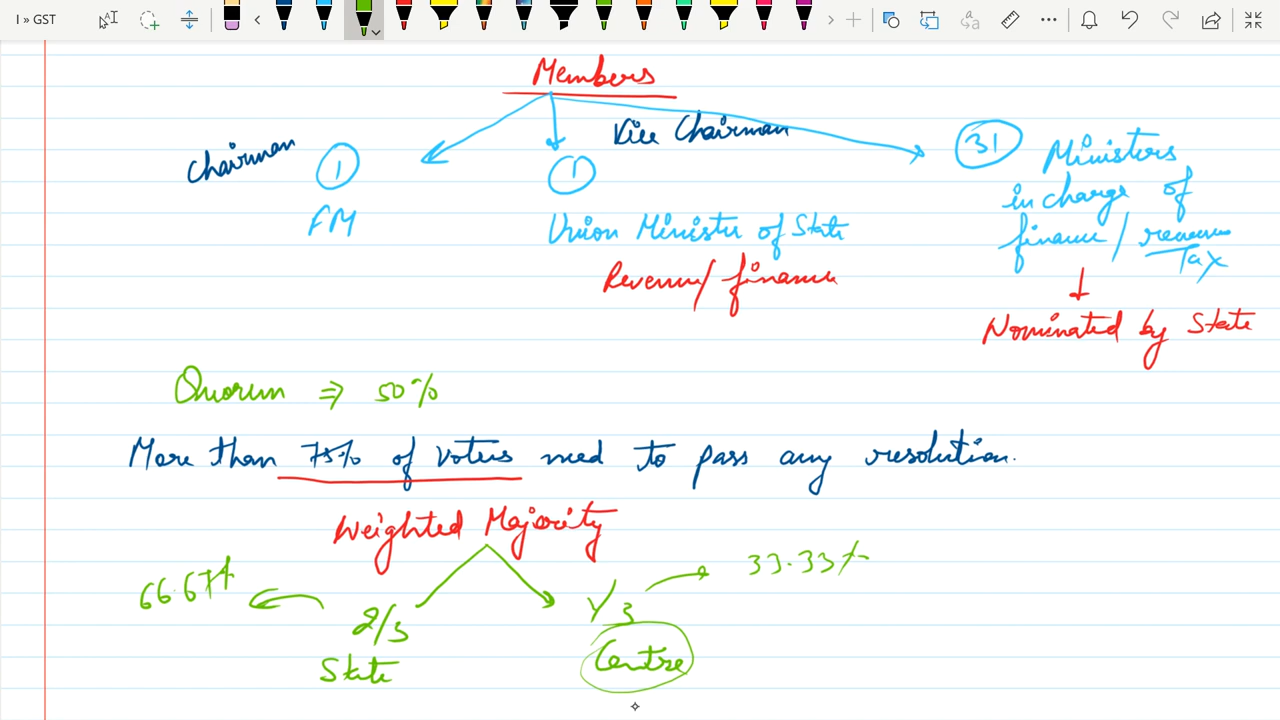 I » GST
Members
Chairman
Vice Chairman
1
1
31
Ministers
in charge of
finance / revenue
Tax
FM
Union Minister of State
Revenue/finance
Nominated by State
Quorum ⇒ 50%
More than 75% of voters need to pass any resolution.
Weighted Majority
66.67%
2/3
State
1/3
Centre
33.33%